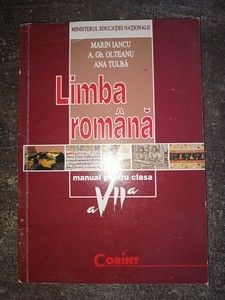 MINISTERUL EDUCAȚIEI NAȚIONALE
MARIN IANCU
A. Gh. OLTEANU
ANA TULBĂ
Limba
română
manual pentru clasa
a VII a
CORINT